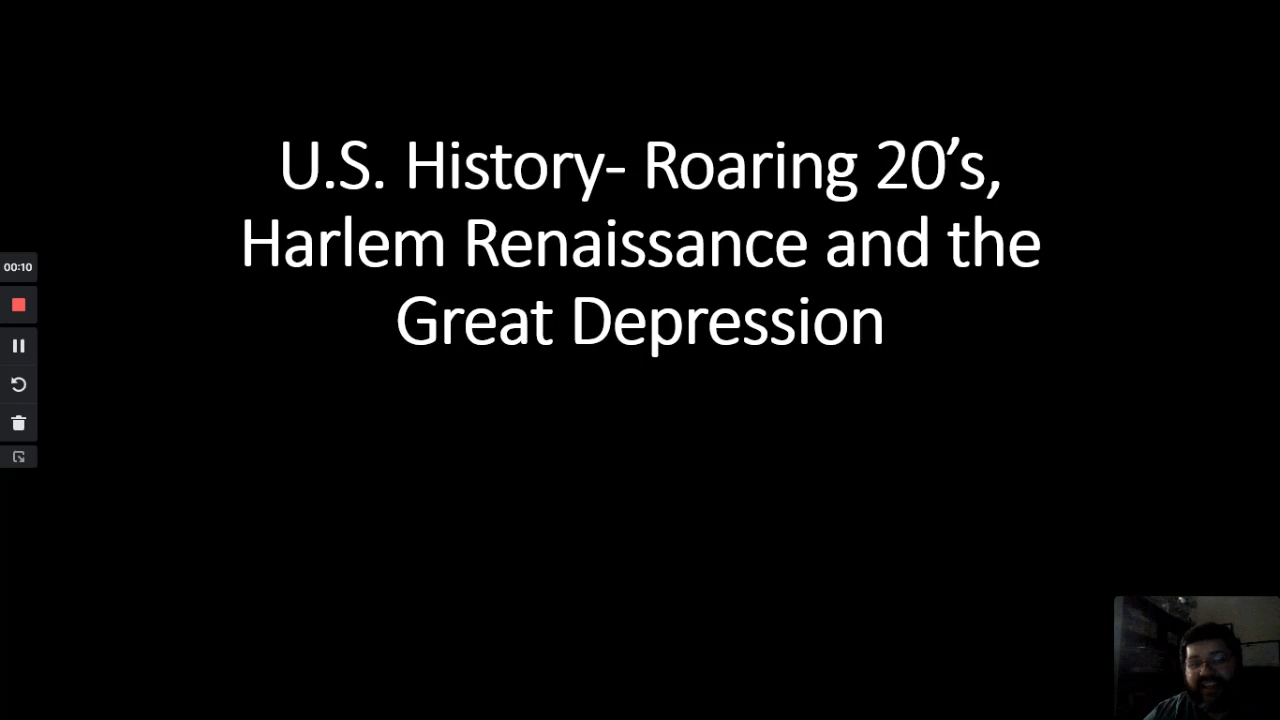 U.S. History- Roaring 20’s,
Harlem Renaissance and the
Great Depression
00:10